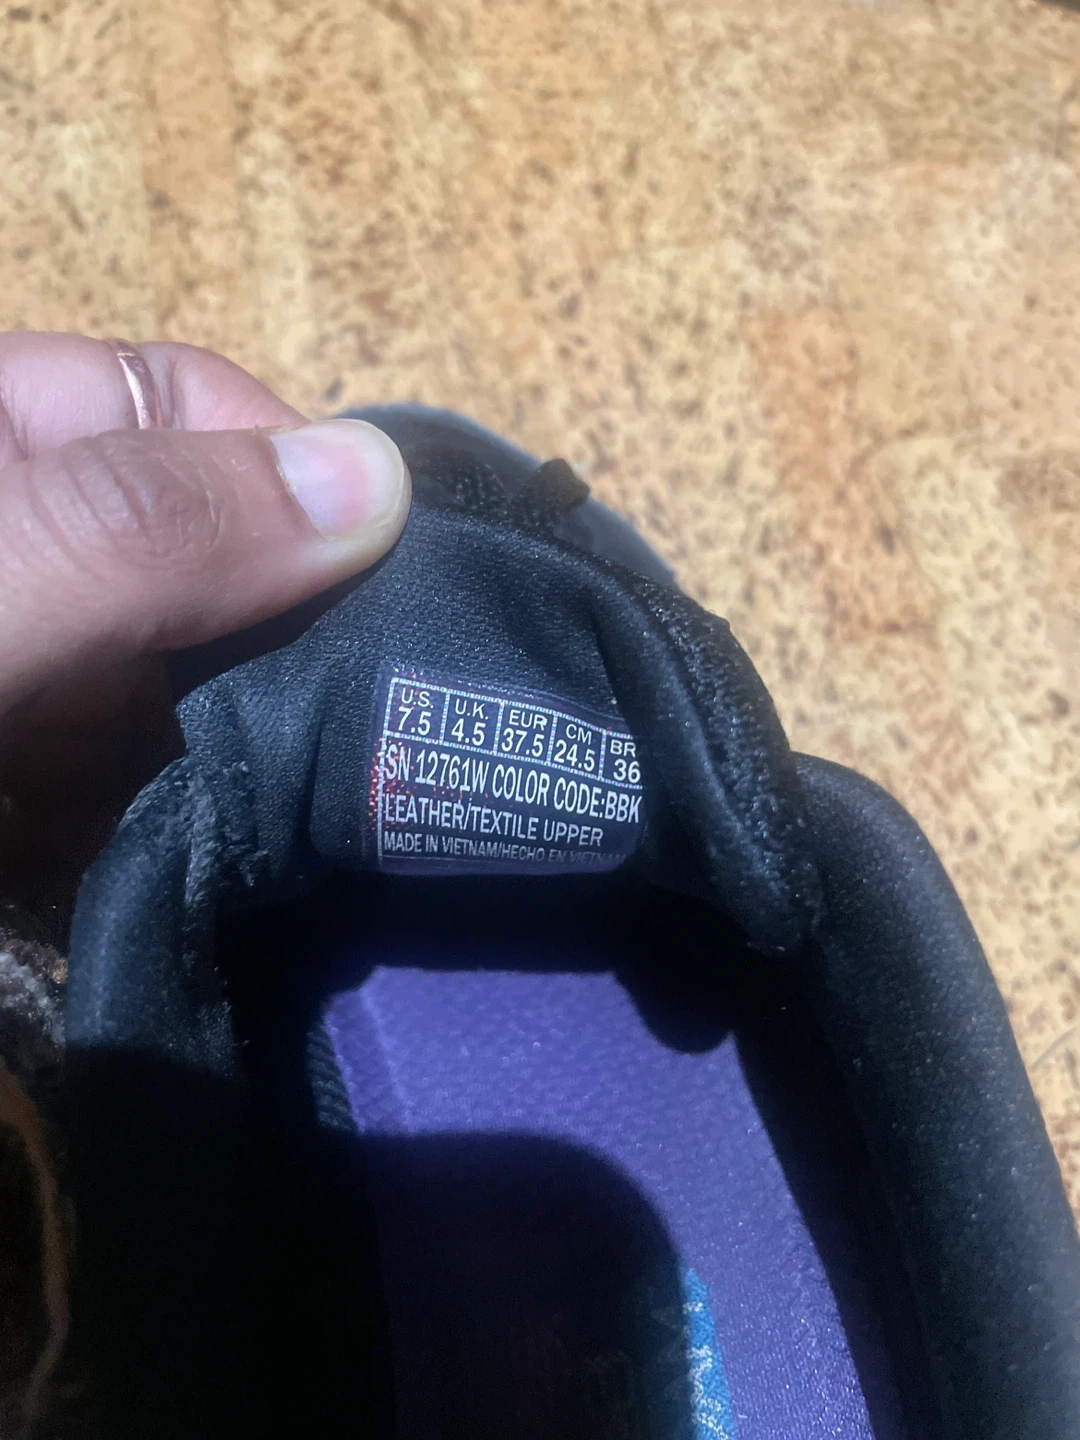 U.S. U.K. EUR CM BR
7.5 4.5 37.5 24.5 36
SN 12761W COLOR CODE:BBK
LEATHER/TEXTILE UPPER
MADE IN VIETNAM/HECHO EN VIETNAM